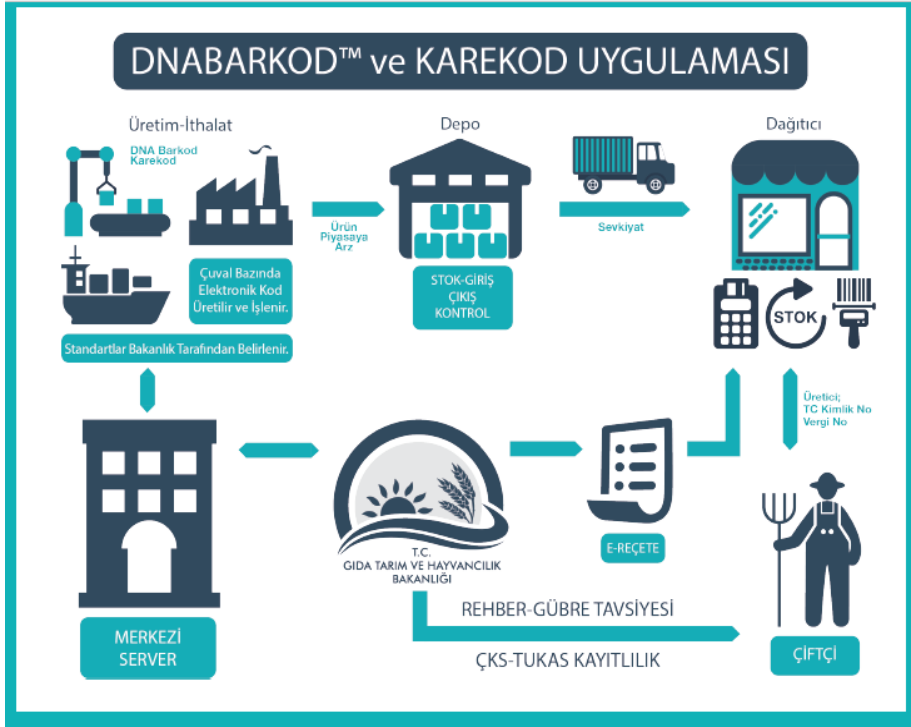 DNABARKOD™ ve KAREKOD UYGULAMASI
Üretim-İthalat
DNA Barkod
Karekod
Çuval Bazında
Elektronik Kod
Üretilir ve İşlenir.
Standartlar Bakanlık Tarafından Belirlenir.
Ürün
Piyasaya
Arz
Depo
STOK-GİRİŞ
ÇIKIŞ
KONTROL
Sevkiyat
Dağıtıcı
STOK
Üretici;
TC Kimlik No
Vergi No
MERKEZİ
SERVER
T.C.
GIDA TARIM VE HAYVANCILIK
BAKANLIĞI
E-REÇETE
REHBER-GÜBRE TAVSİYESİ
ÇKS-TUKAS KAYITLILIK
ÇİFTÇİ